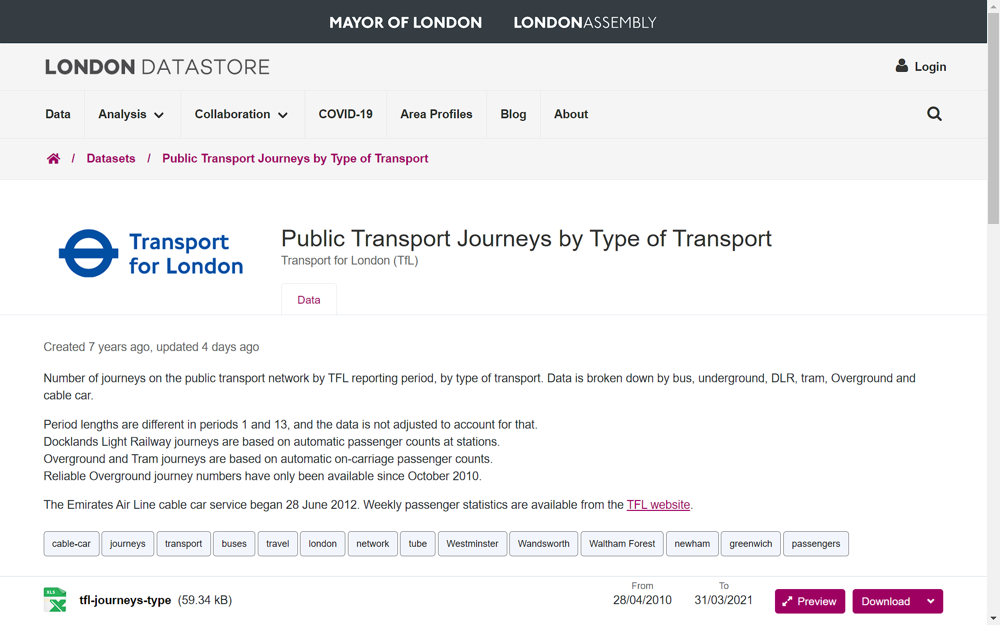 MAYOR OF LONDON LONDONASSEMBLY
LONDON DATASTORE
Login
Data Analysis Collaboration COVID-19 Area Profiles Blog About
/ Datasets / Public Transport Journeys by Type of Transport
Transport
for London
Public Transport Journeys by Type of Transport
Transport for London (TfL)
Data
Created 7 years ago, updated 4 days ago
Number of journeys on the public transport network by TFL reporting period, by type of transport. Data is broken down by bus, underground, DLR, tram, Overground and
cable car.
Period lengths are different in periods 1 and 13, and the data is not adjusted to account for that.
Docklands Light Railway journeys are based on automatic passenger counts at stations.
Overground and Tram journeys are based on automatic on-carriage passenger counts.
Reliable Overground journey numbers have only been available since October 2010.
The Emirates Air Line cable car service began 28 June 2012. Weekly passenger statistics are available from the TFL website.
cable-car journeys transport buses travel london network tube Westminster Wandsworth Waltham Forest newham greenwich passengers
XLS
tfl-journeys-type (59.34 kB)
From
28/04/2010
To
31/03/2021
Preview
Download